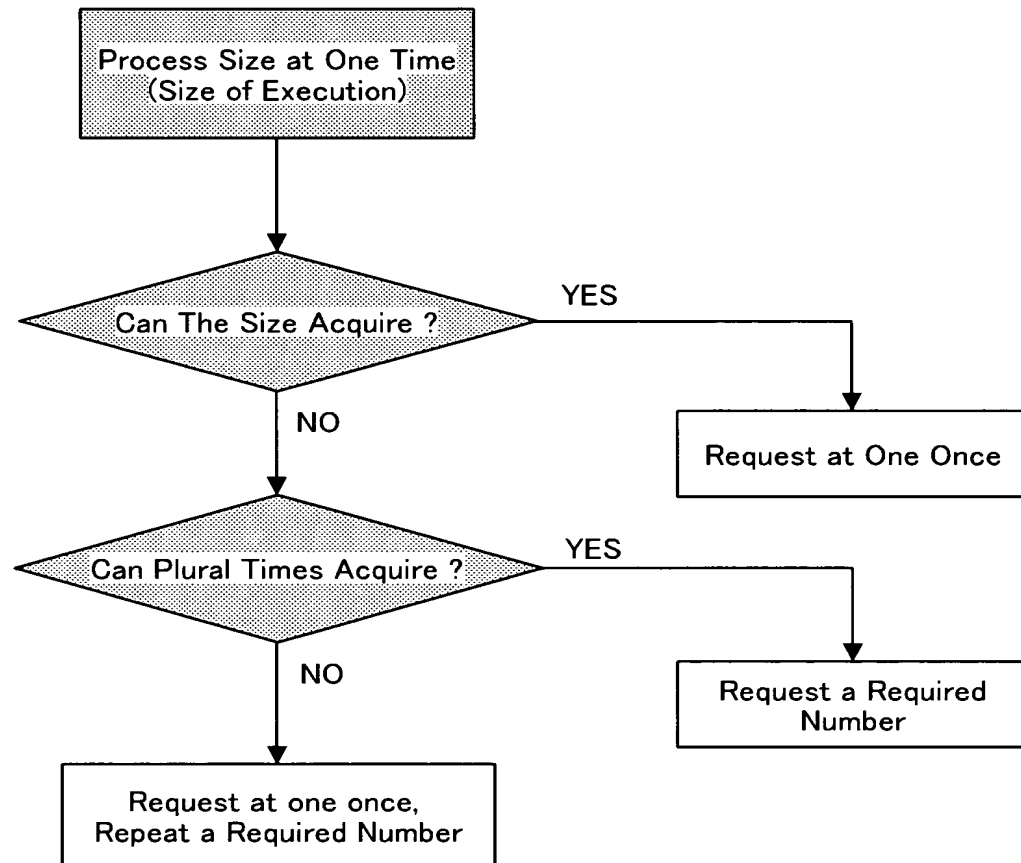 Process Size at One Time
(Size of Execution)
Can The Size Acquire ?
YES
NO
Request at One Once
Can Plural Times Acquire ?
YES
NO
Request a Required
Number
Request at one once,
Repeat a Required Number